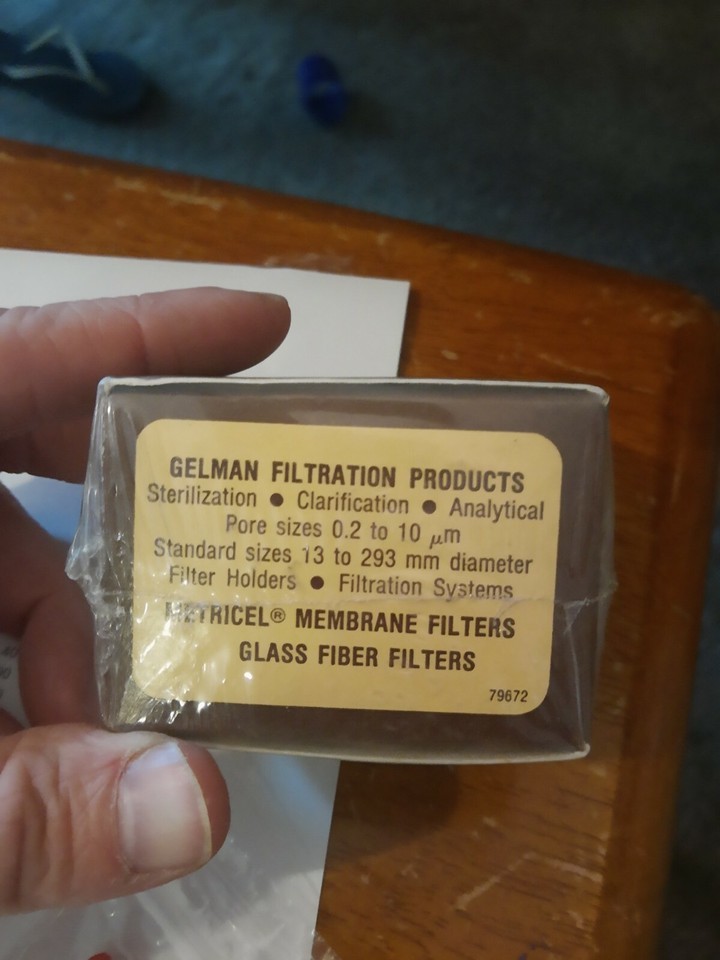 GELMAN FILTRATION PRODUCTS
Sterilization ● Clarification ● Analytical
Pore sizes 0.2 to 10 μm
Standard sizes 13 to 293 mm diameter
Filter Holders ● Filtration Systems
METRICEL® MEMBRANE FILTERS
GLASS FIBER FILTERS
79672